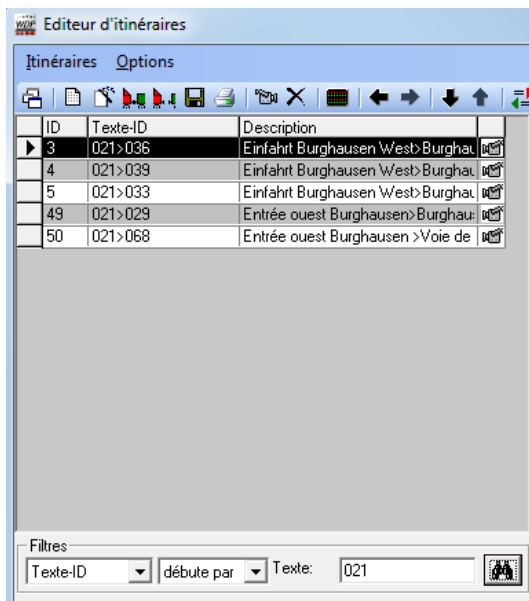 WDP Editeur d'itinéraires
Itinéraires Options
ID Texte-ID Description
3 021>036 Einfahrt Burghausen West>Burghau
4 021>039 Einfahrt Burghausen West>Burghau
5 021>033 Einfahrt Burghausen West>Burghau
49 021>029 Entrée ouest Burghausen>Burghau
50 021>068 Entrée ouest Burghausen >Voie de
Filtres
Texte-ID débute par Texte: 021